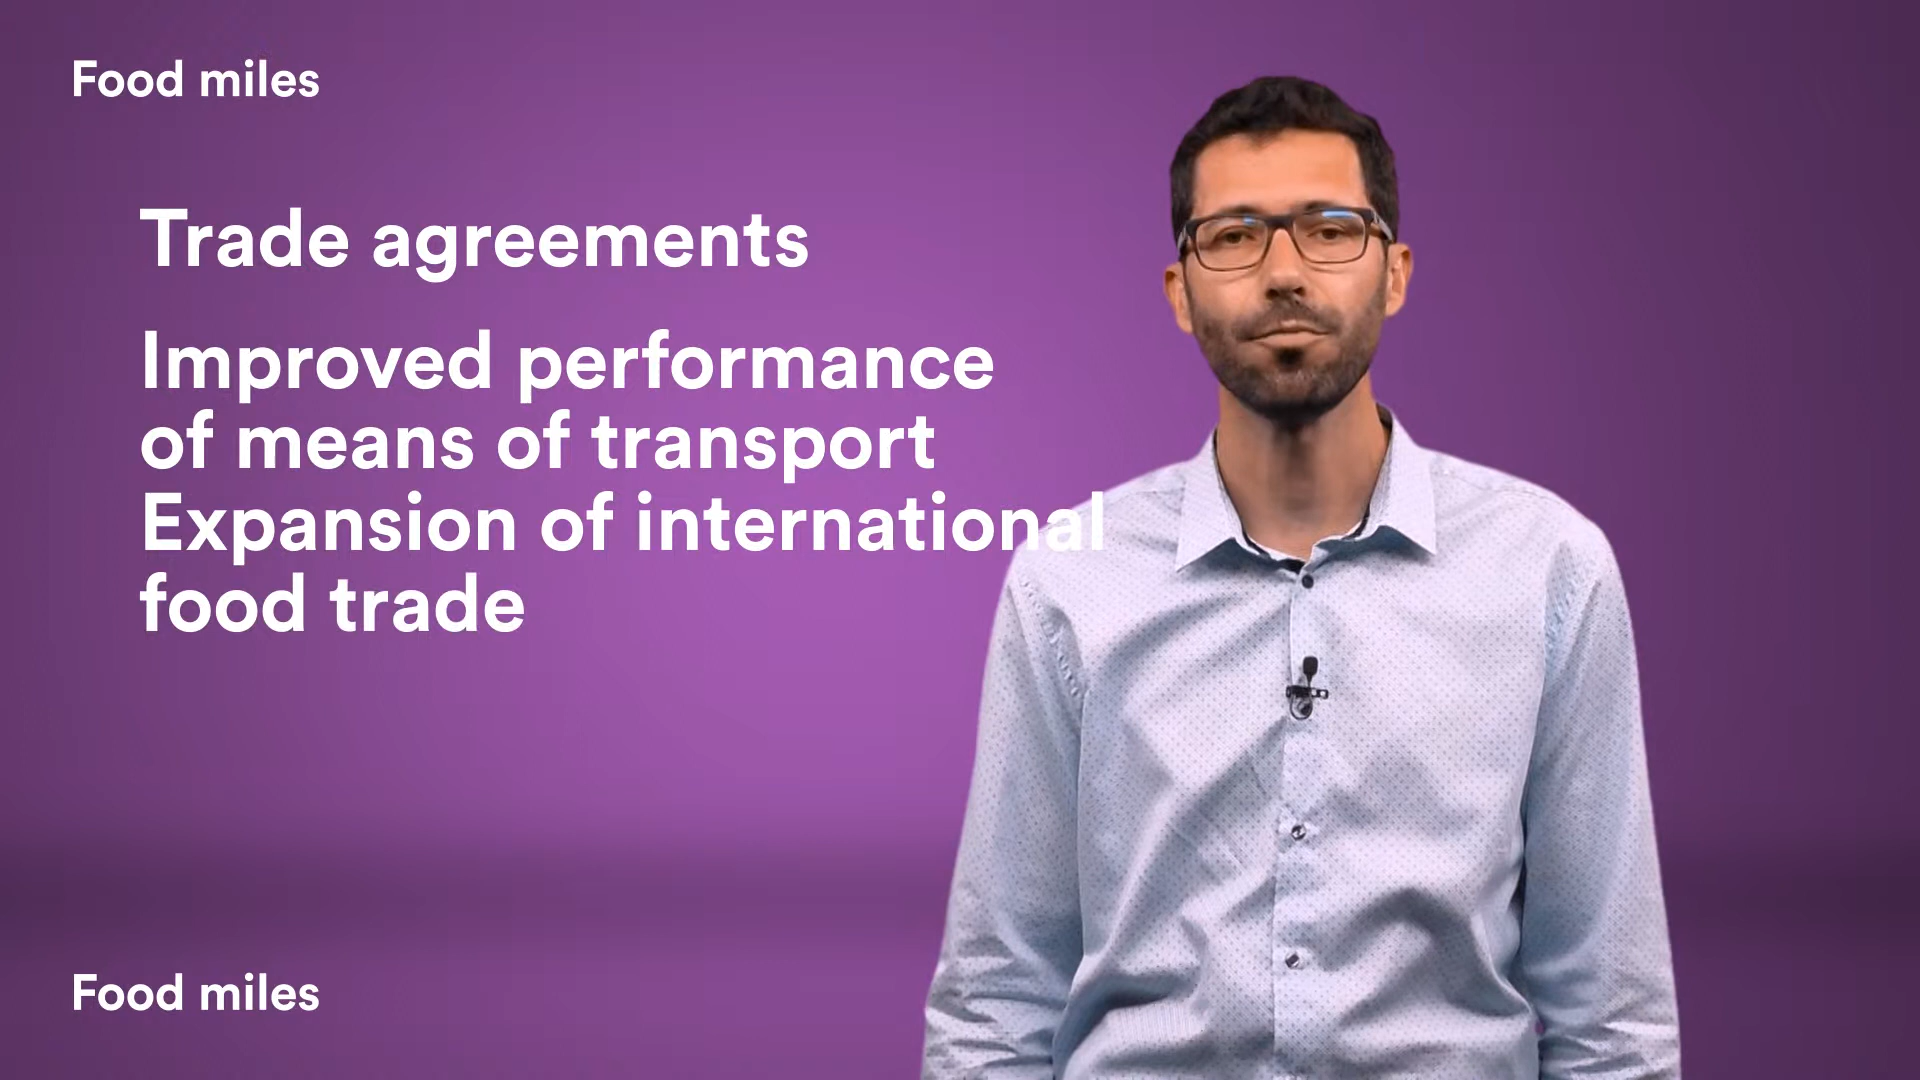 Food miles
Trade agreements
Improved performance
of means of transport
Expansion of international
food trade
Food miles